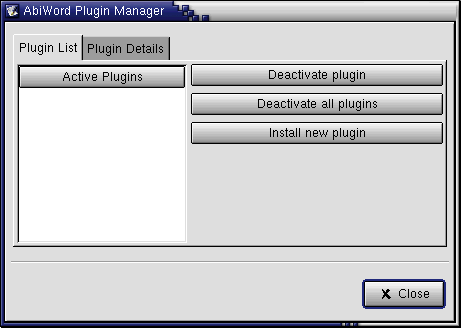 AbiWord Plugin Manager
Plugin List
Plugin Details
Active Plugins
Deactivate plugin
Deactivate all plugins
Install new plugin
Close